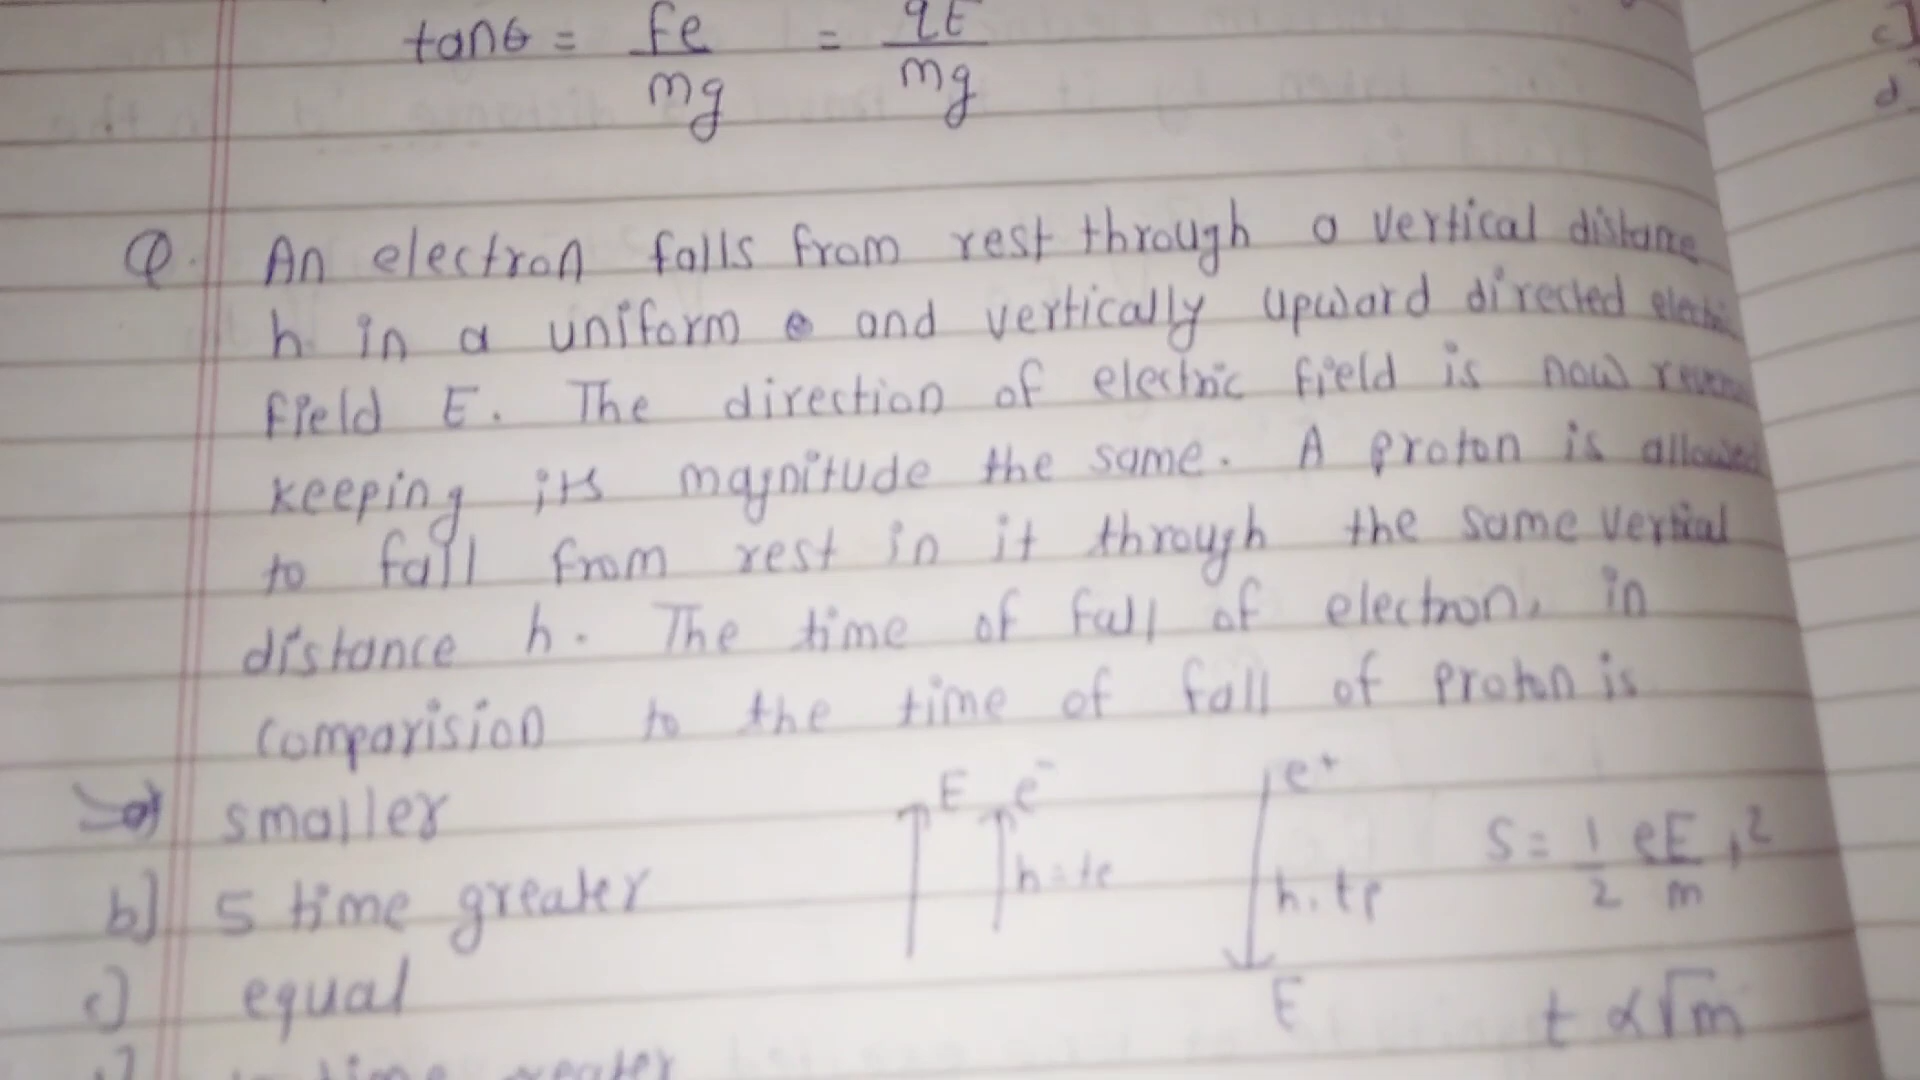 tanθ = fe/mg = qE/mg
c]
d
Q. An electron falls from rest through a vertical distance
h in a uniform and vertically upward directed
field E. The direction of electric field is now
keeping its magnitude the same. A proton is allowed
to fall from rest in it through the same vertical
distance h. The time of fall of electron, in
comparision to the time of fall of proton is
a) smaller
b] 5 time greater
c] equal
time greater
E e⁻
h te
e⁺
h. tp
E
S = 1/2 eE/m t²
t ∝ √m